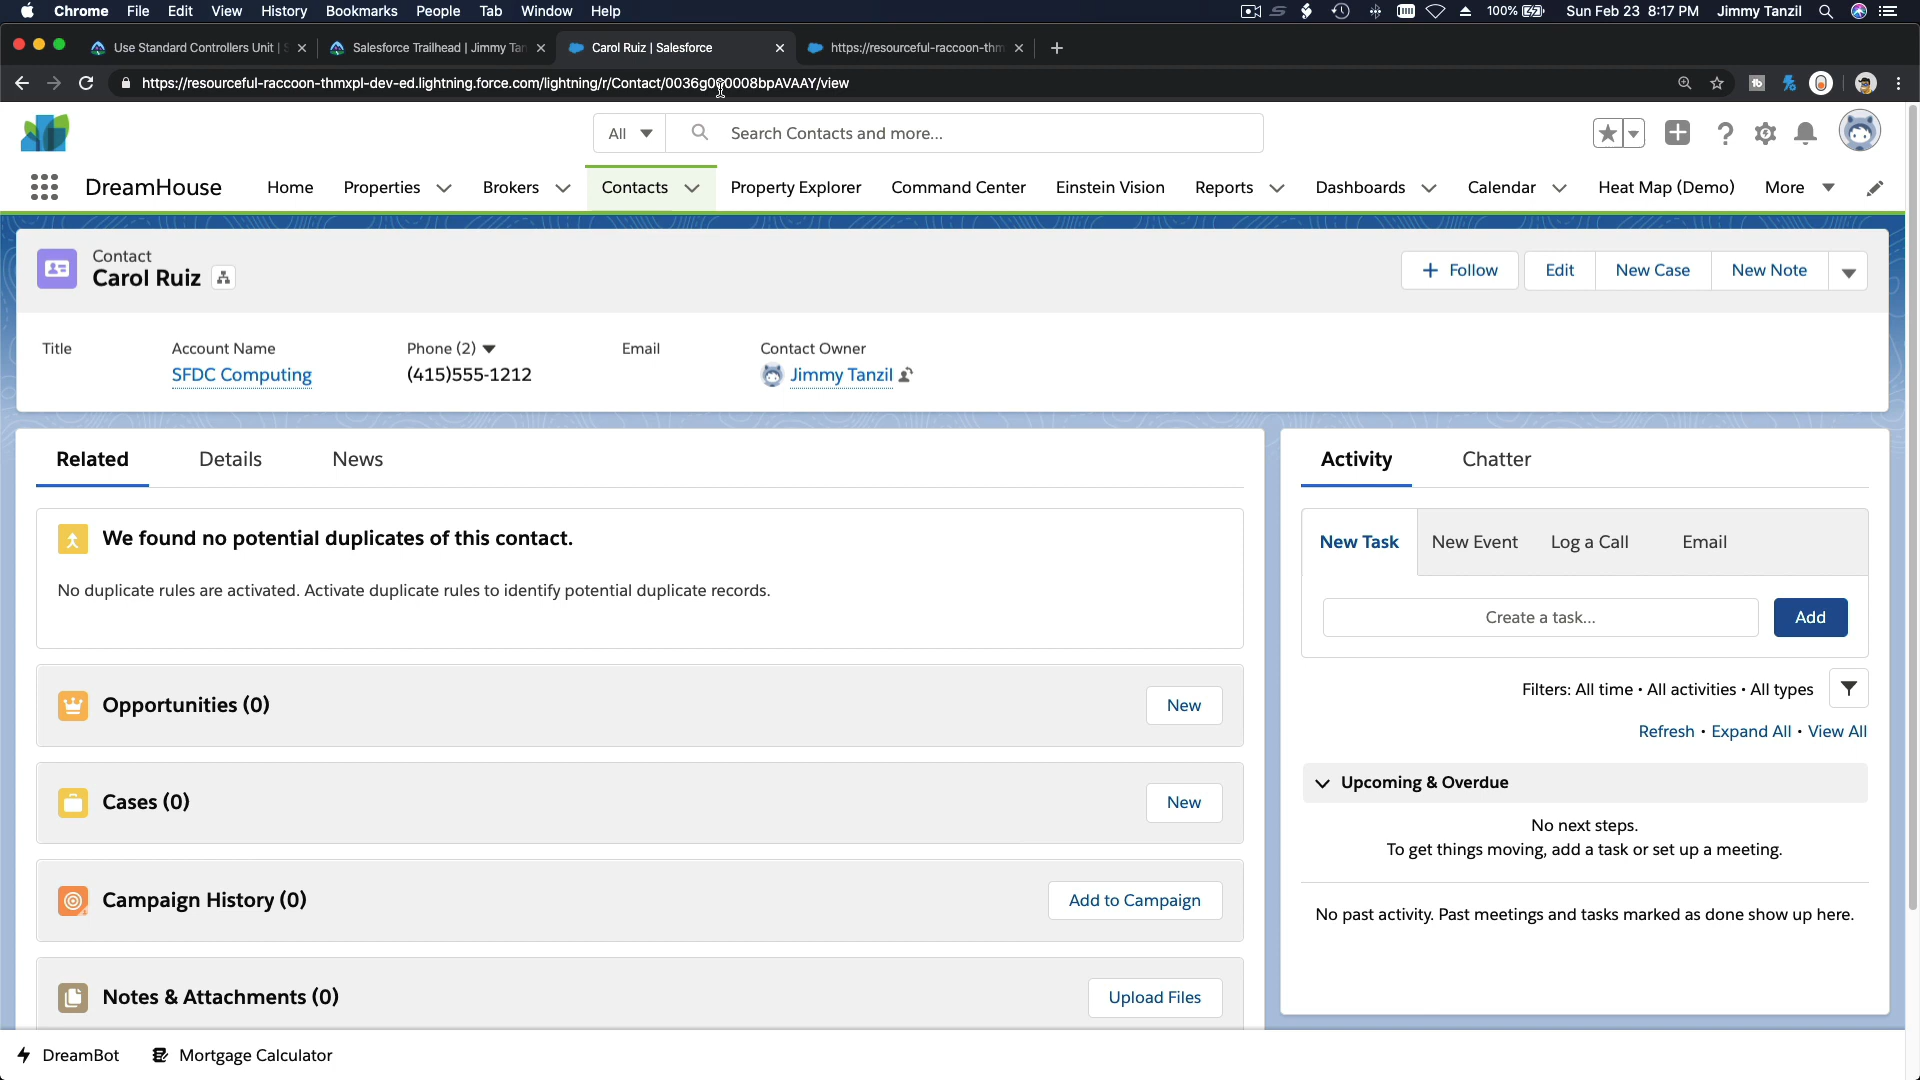 Chrome File Edit View History Bookmarks People Tab Window Help 100% Sun Feb 23 8:17 PM Jimmy Tanzil
Use Standard Controllers Unit | Salesforce Trailhead | Jimmy Tan Carol Ruiz | Salesforce https://resourceful-raccoon-thm
https://resourceful-raccoon-thmxpl-dev-ed.lightning.force.com/lightning/r/Contact/0036g000008bpAVAAY/view
All Search Contacts and more...
DreamHouse Home Properties Brokers Contacts Property Explorer Command Center Einstein Vision Reports Dashboards Calendar Heat Map (Demo) More
Contact
Carol Ruiz
Follow Edit New Case New Note
Title Account Name Phone (2) Email Contact Owner
SFDC Computing (415)555-1212 Jimmy Tanzil
Related Details News
We found no potential duplicates of this contact.
No duplicate rules are activated. Activate duplicate rules to identify potential duplicate records.
Opportunities (0) New
Cases (0) New
Campaign History (0) Add to Campaign
Notes & Attachments (0) Upload Files
Activity Chatter
New Task New Event Log a Call Email
Create a task... Add
Filters: All time • All activities • All types
Refresh • Expand All • View All
Upcoming & Overdue
No next steps.
To get things moving, add a task or set up a meeting.
No past activity. Past meetings and tasks marked as done show up here.
DreamBot Mortgage Calculator